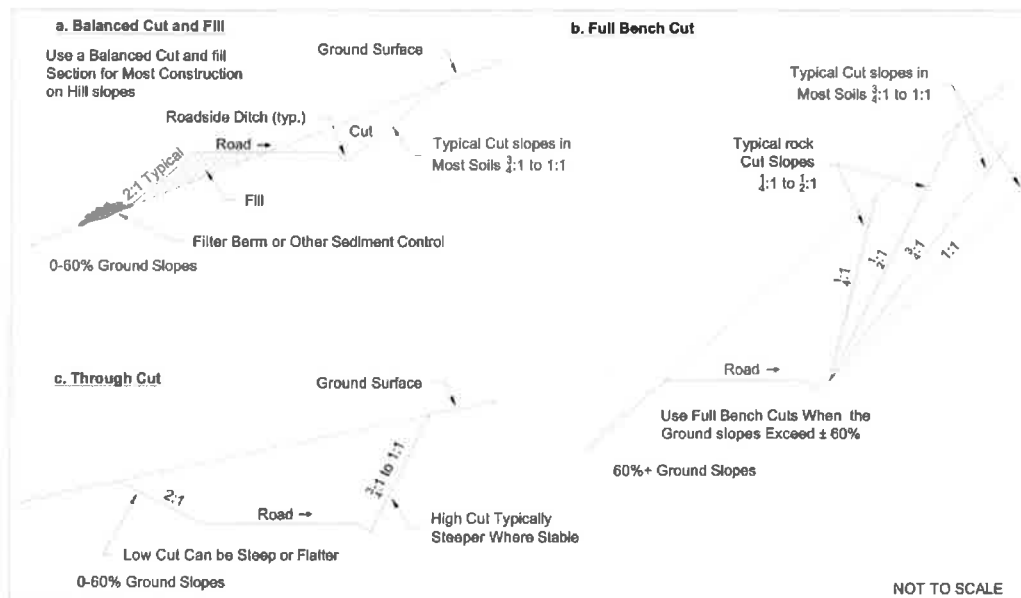 a. Balanced Cut and Fill
Use a Balanced Cut and fill
Section for Most Construction
on Hill slopes
Ground Surface
Roadside Ditch (typ.)
Road →
Cut
Typical Cut slopes in
Most Soils ¾:1 to 1:1
2:1 Typical
Fill
Filter Berm or Other Sediment Control
0-60% Ground Slopes
b. Full Bench Cut
Typical Cut slopes in
Most Soils ¾:1 to 1:1
Typical rock
Cut Slopes
¼:1 to ½:1
¼:1
½:1
¾:1
1:1
Road →
Use Full Bench Cuts When the
Ground slopes Exceed ± 60%
60%+ Ground Slopes
c. Through Cut
Ground Surface
2:1
¾:1 to 1:1
Road →
High Cut Typically
Steeper Where Stable
Low Cut Can be Steep or Flatter
0-60% Ground Slopes
NOT TO SCALE